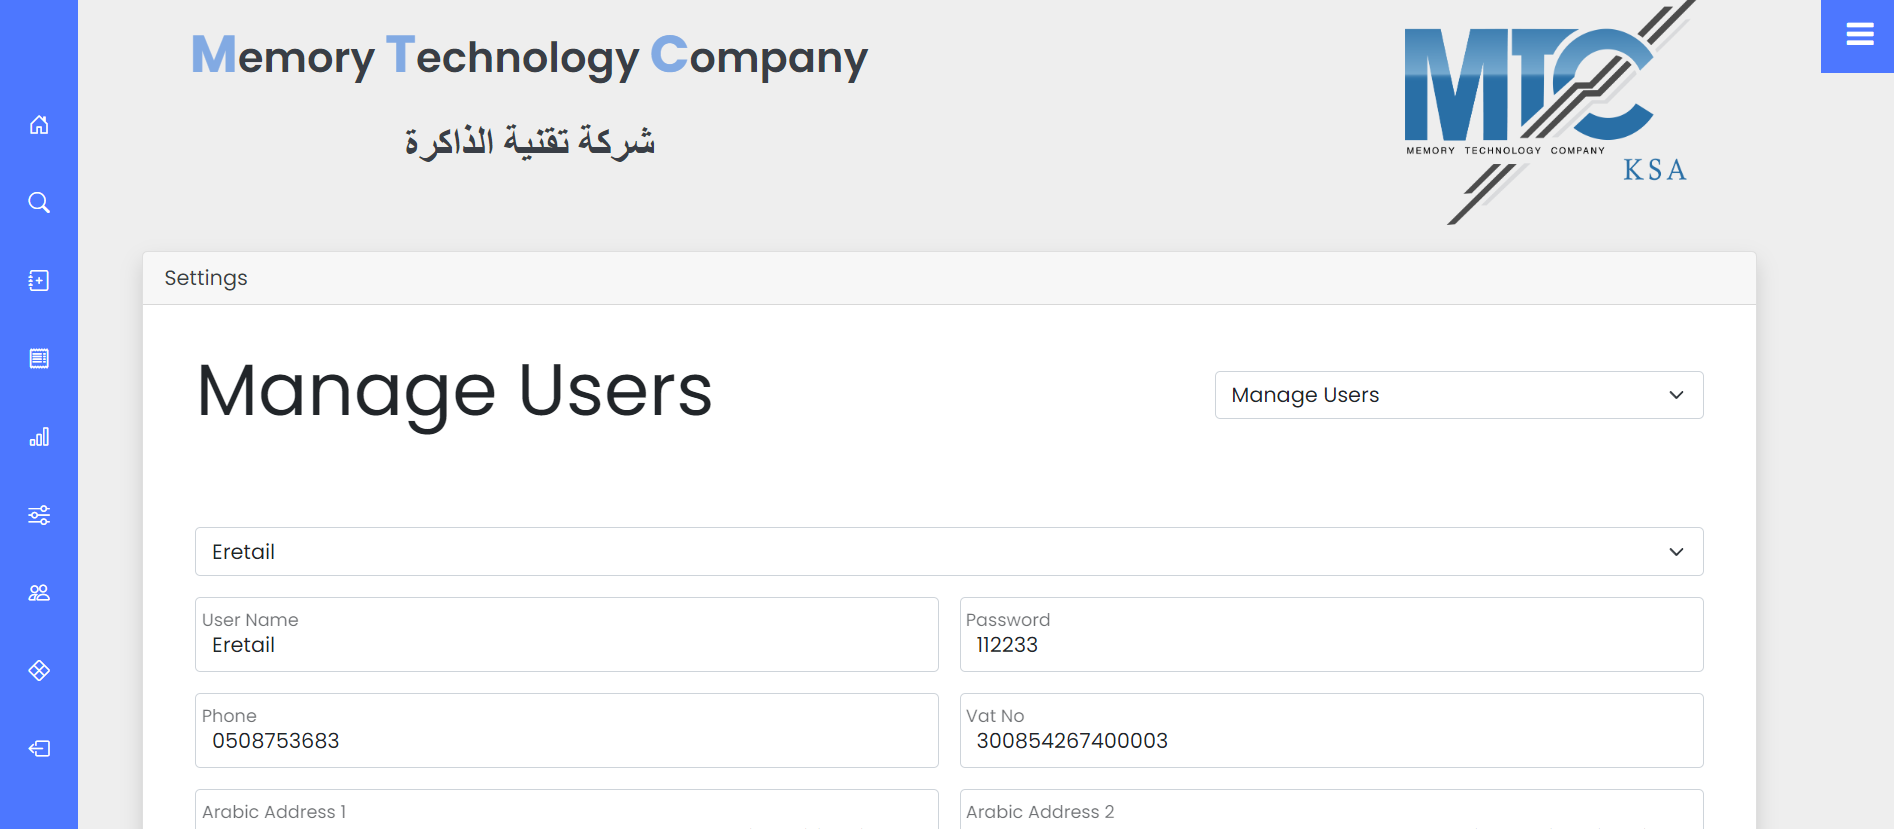 Memory Technology Company
شركة تقنية الذاكرة
MTC
MEMORY TECHNOLOGY COMPANY
KSA
Settings
Manage Users
Manage Users
Eretail
User Name
Eretail
Password
112233
Phone
0508753683
Vat No
300854267400003
Arabic Address 1
Arabic Address 2